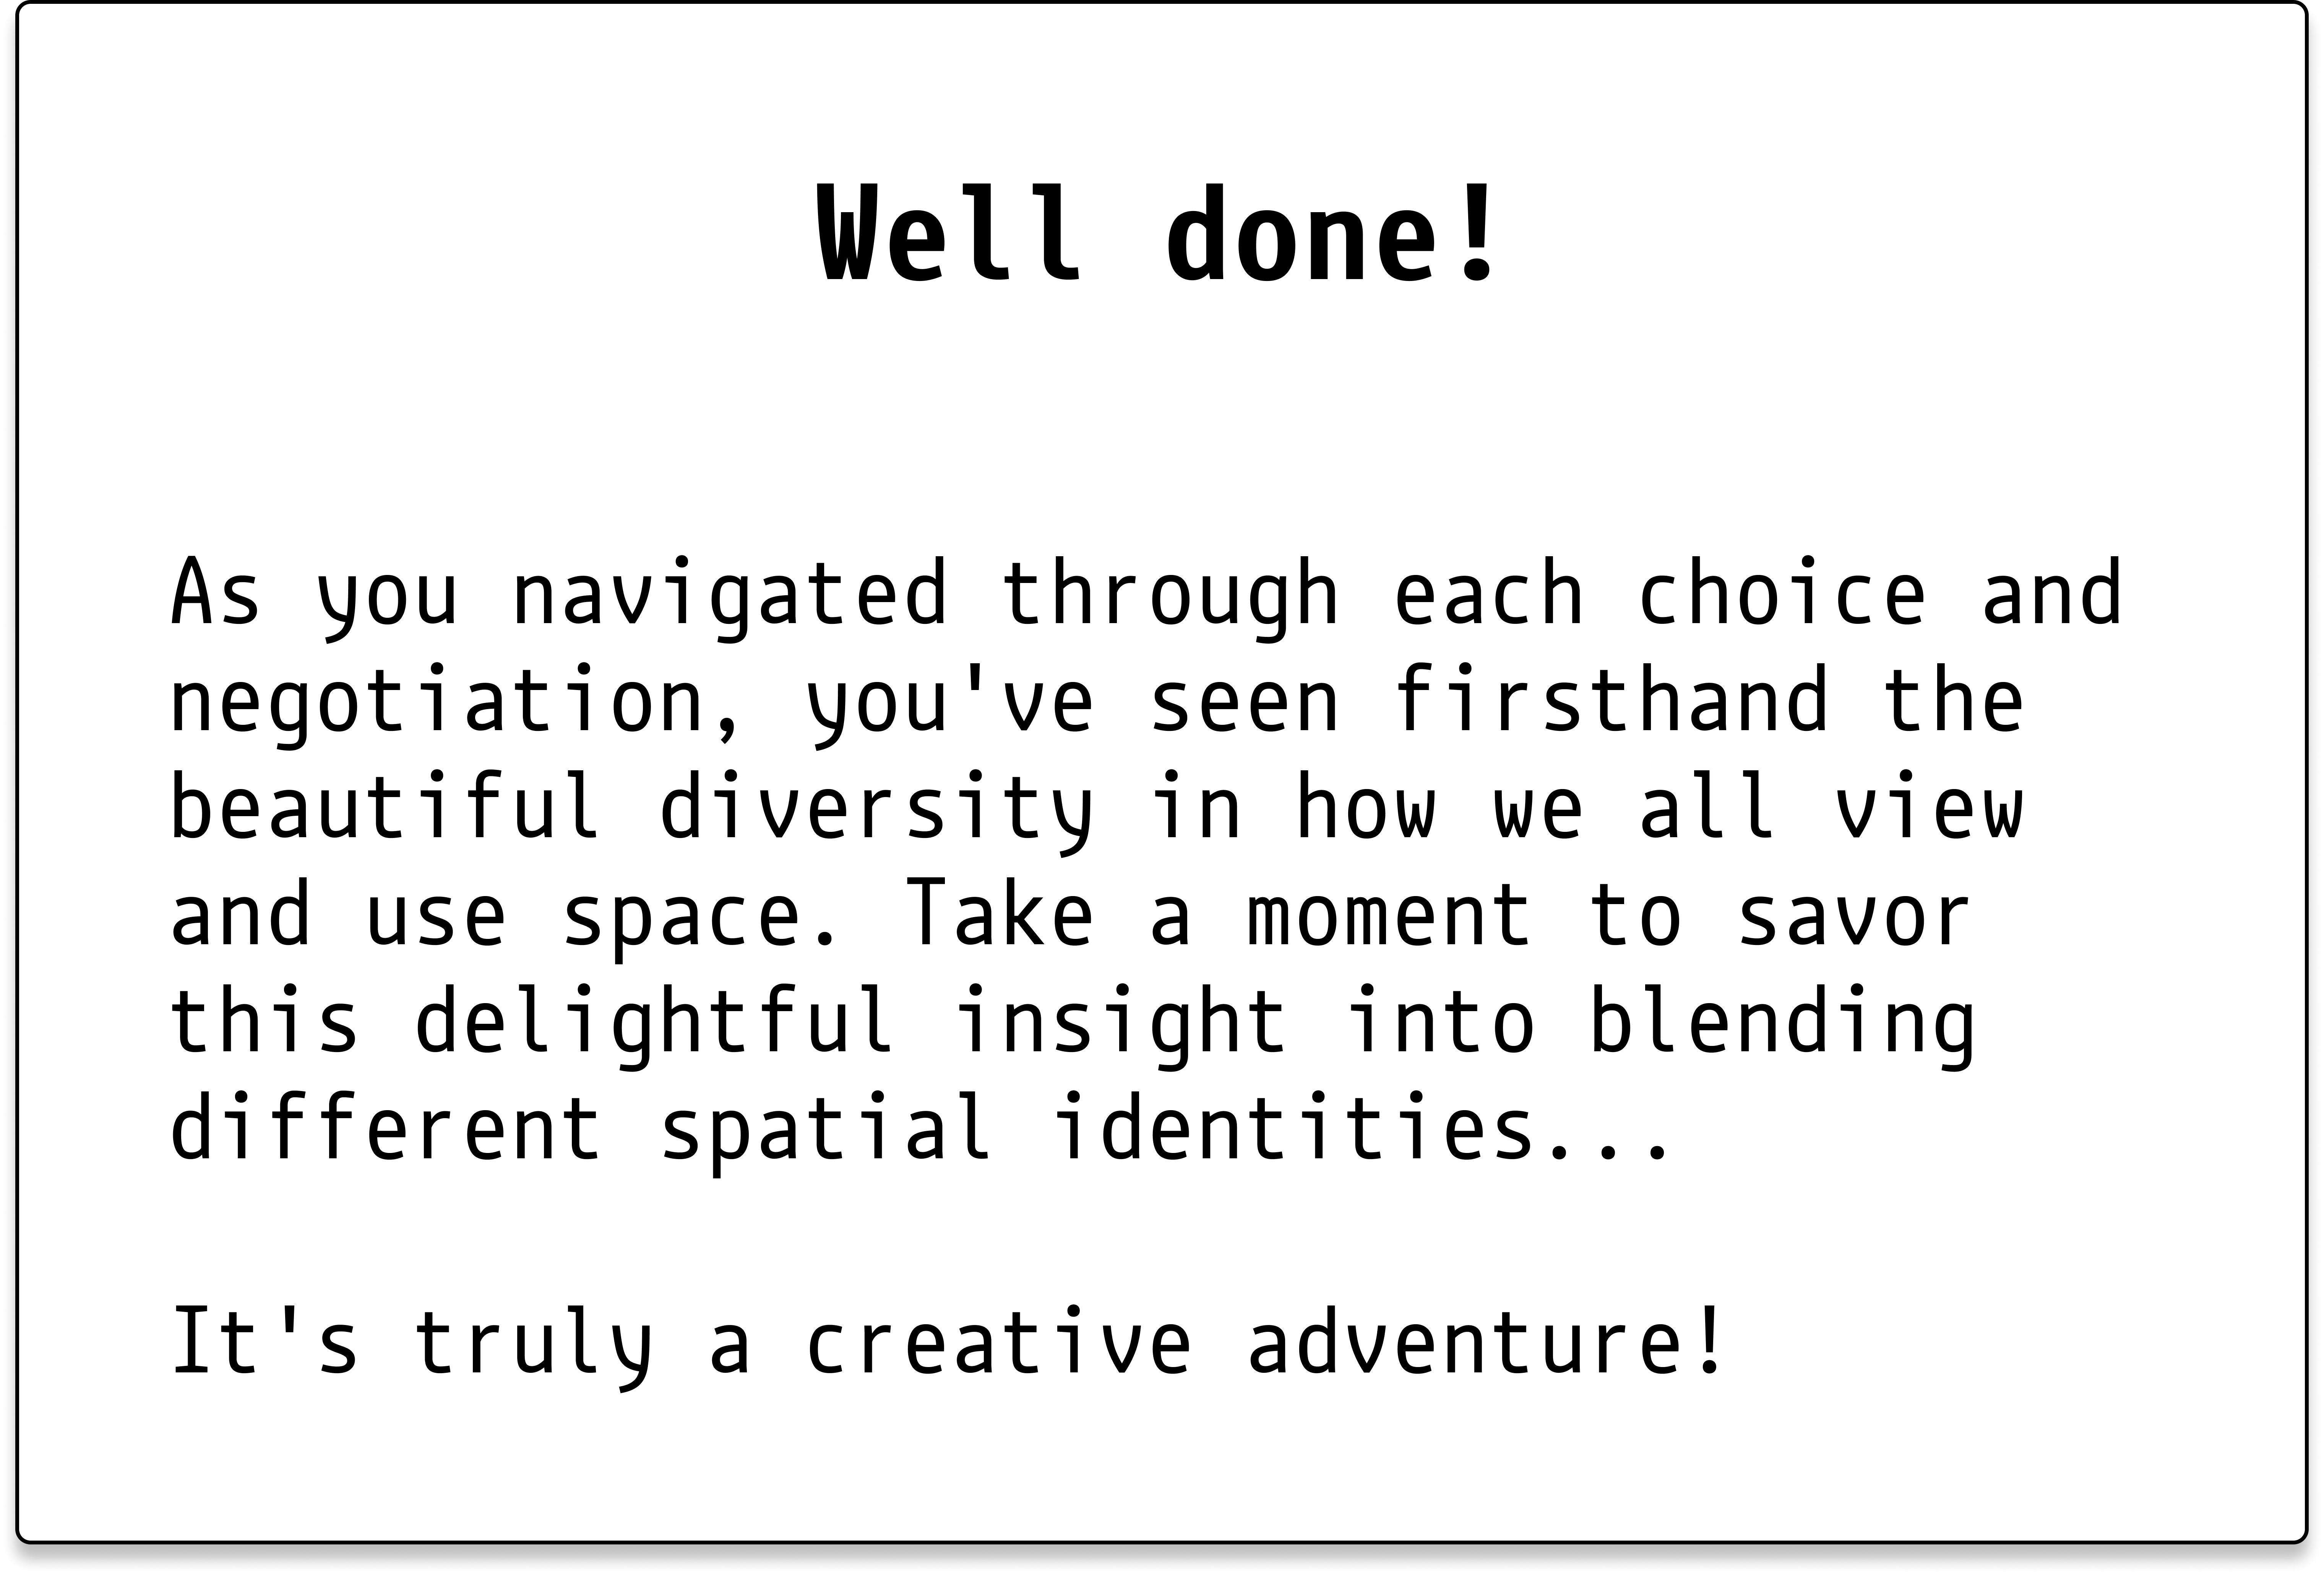 Well done!
As you navigated through each choice and
negotiation, you've seen firsthand the
beautiful diversity in how we all view
and use space. Take a moment to savor
this delightful insight into blending
different spatial identities...
It's truly a creative adventure!